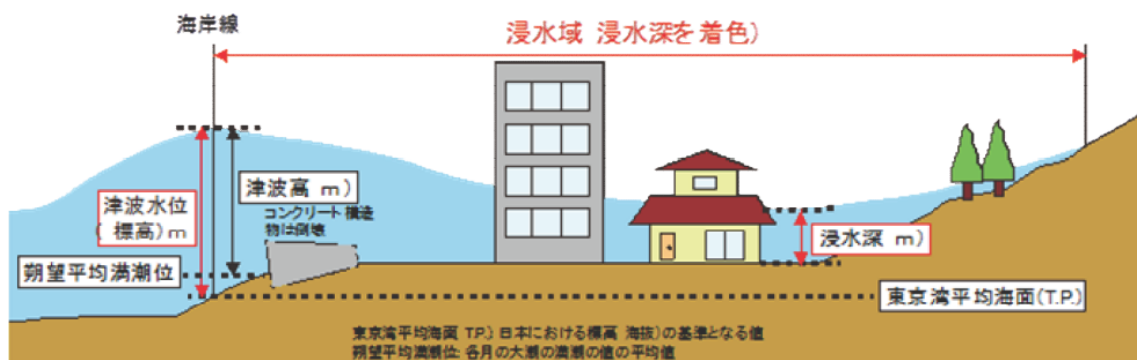 海岸線
浸水域 浸水深を着色)
津波高 m)
津波水位
( 標高) m
コンクリート構造
物は倒壊
朔望平均満潮位
浸水深 m)
東京湾平均海面(T.P.)
東京湾平均海面( T.P.) 日本における標高 海抜)の基準となる値
朔望平均満潮位: 各月の大潮の満潮の値の平均値